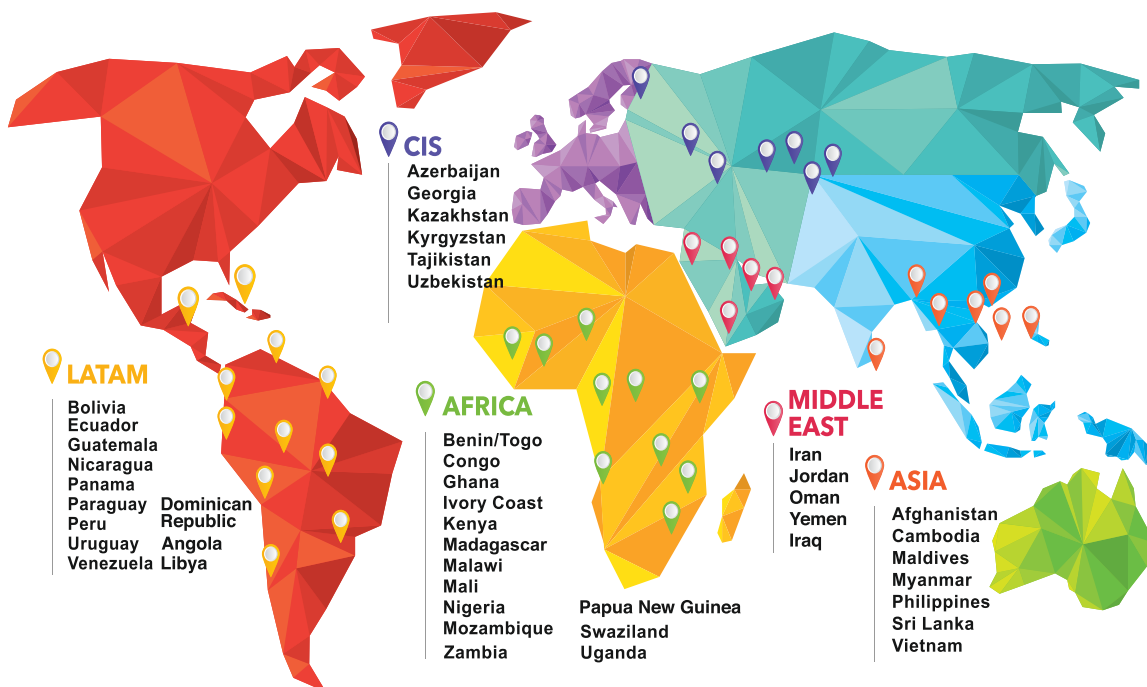 CIS
Azerbaijan
Georgia
Kazakhstan
Kyrgyzstan
Tajikistan
Uzbekistan
LATAM
Bolivia
Ecuador
Guatemala
Nicaragua
Panama
Paraguay
Peru
Uruguay
Venezuela
Dominican
Republic
Angola
Libya
AFRICA
Benin/Togo
Congo
Ghana
Ivory Coast
Kenya
Madagascar
Malawi
Mali
Nigeria
Mozambique
Zambia
Papua New Guinea
Swaziland
Uganda
MIDDLE
EAST
Iran
Jordan
Oman
Yemen
Iraq
ASIA
Afghanistan
Cambodia
Maldives
Myanmar
Philippines
Sri Lanka
Vietnam